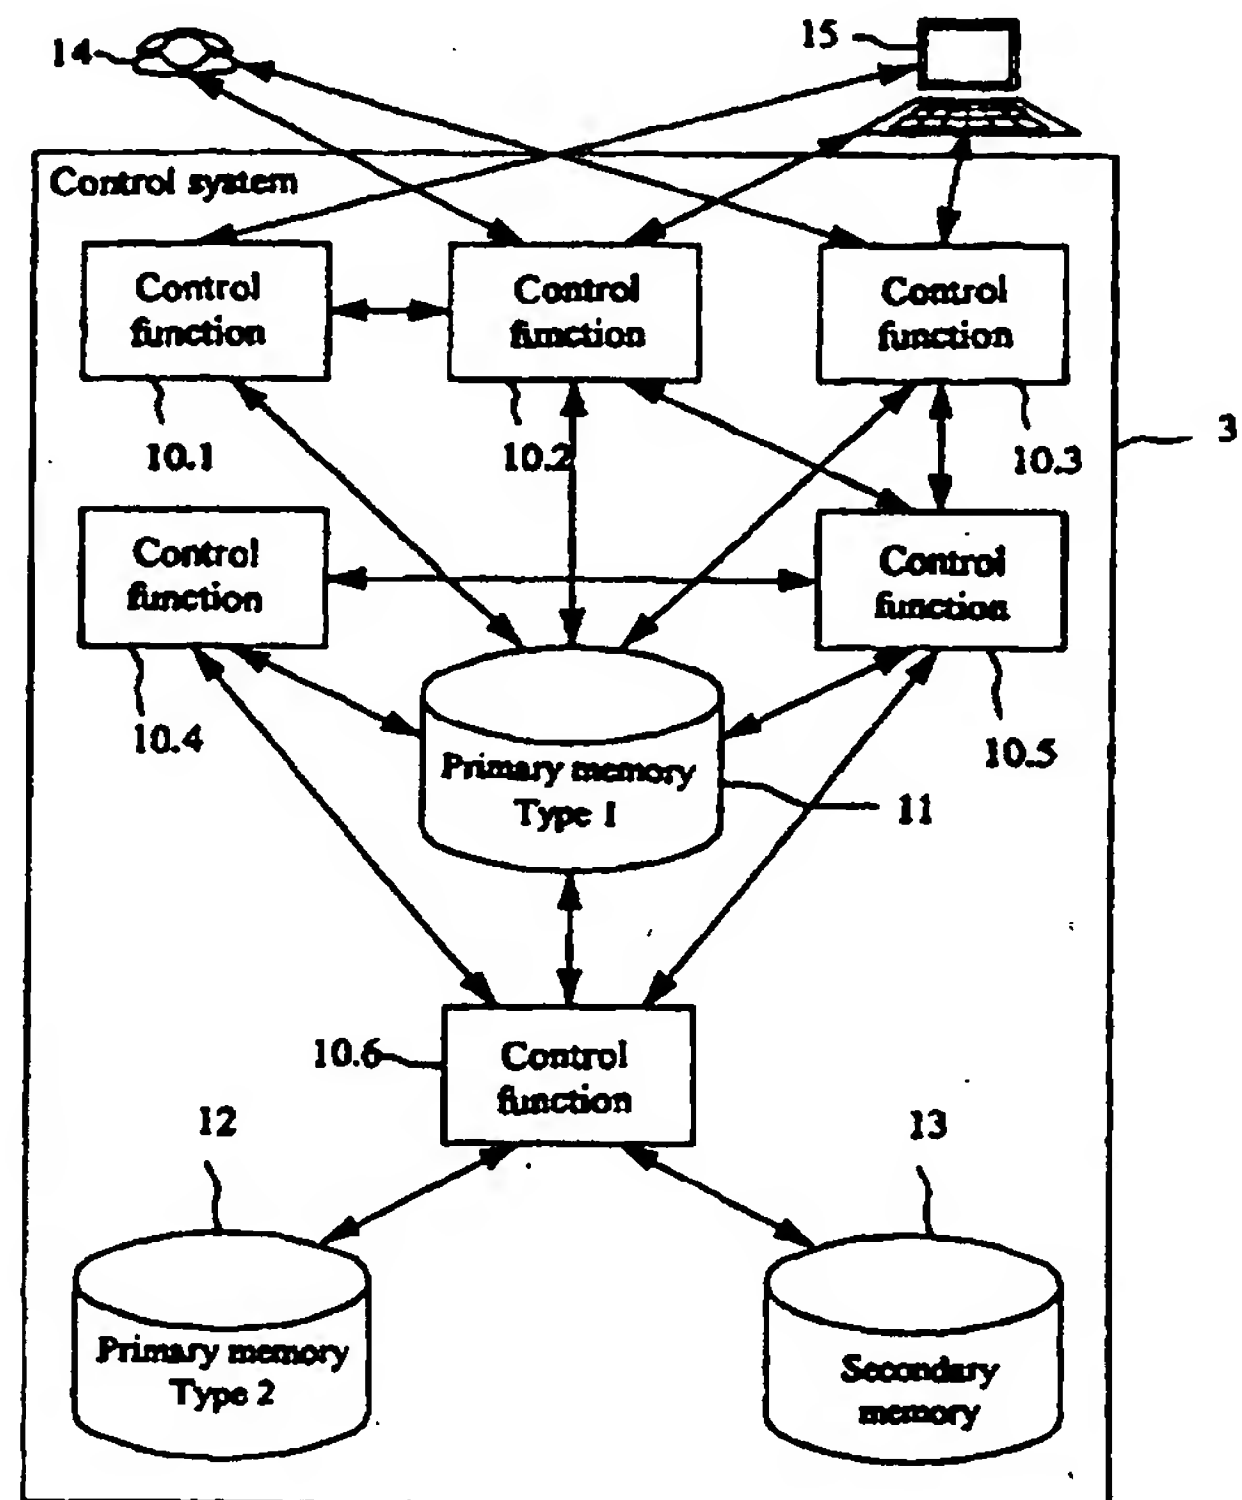 14
15
Control system
Control
function
Control
function
Control
function
10.1
10.2
10.3
3
Control
function
Control
function
10.4
10.5
Primary memory
Type 1
11
10.6
Control
function
12
13
Primary memory
Type 2
Secondary
memory